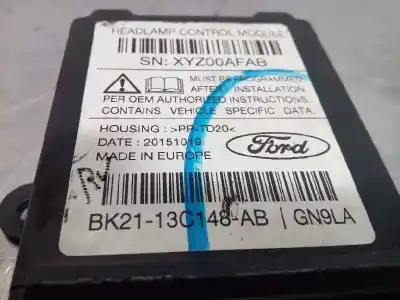 HEADLAMP CONTROL MODULE
SN: XYZ00AFAB
MUST BE PROGRAMMED
AFTER INSTALLATION
PER OEM AUTHORIZED INSTRUCTIONS.
CONTAINS VEHICLE SPECIFIC DATA.
HOUSING : >PP-TD20<
DATE : 20151019
MADE IN EUROPE
Ford
BK21-13C148-AB | GN9LA